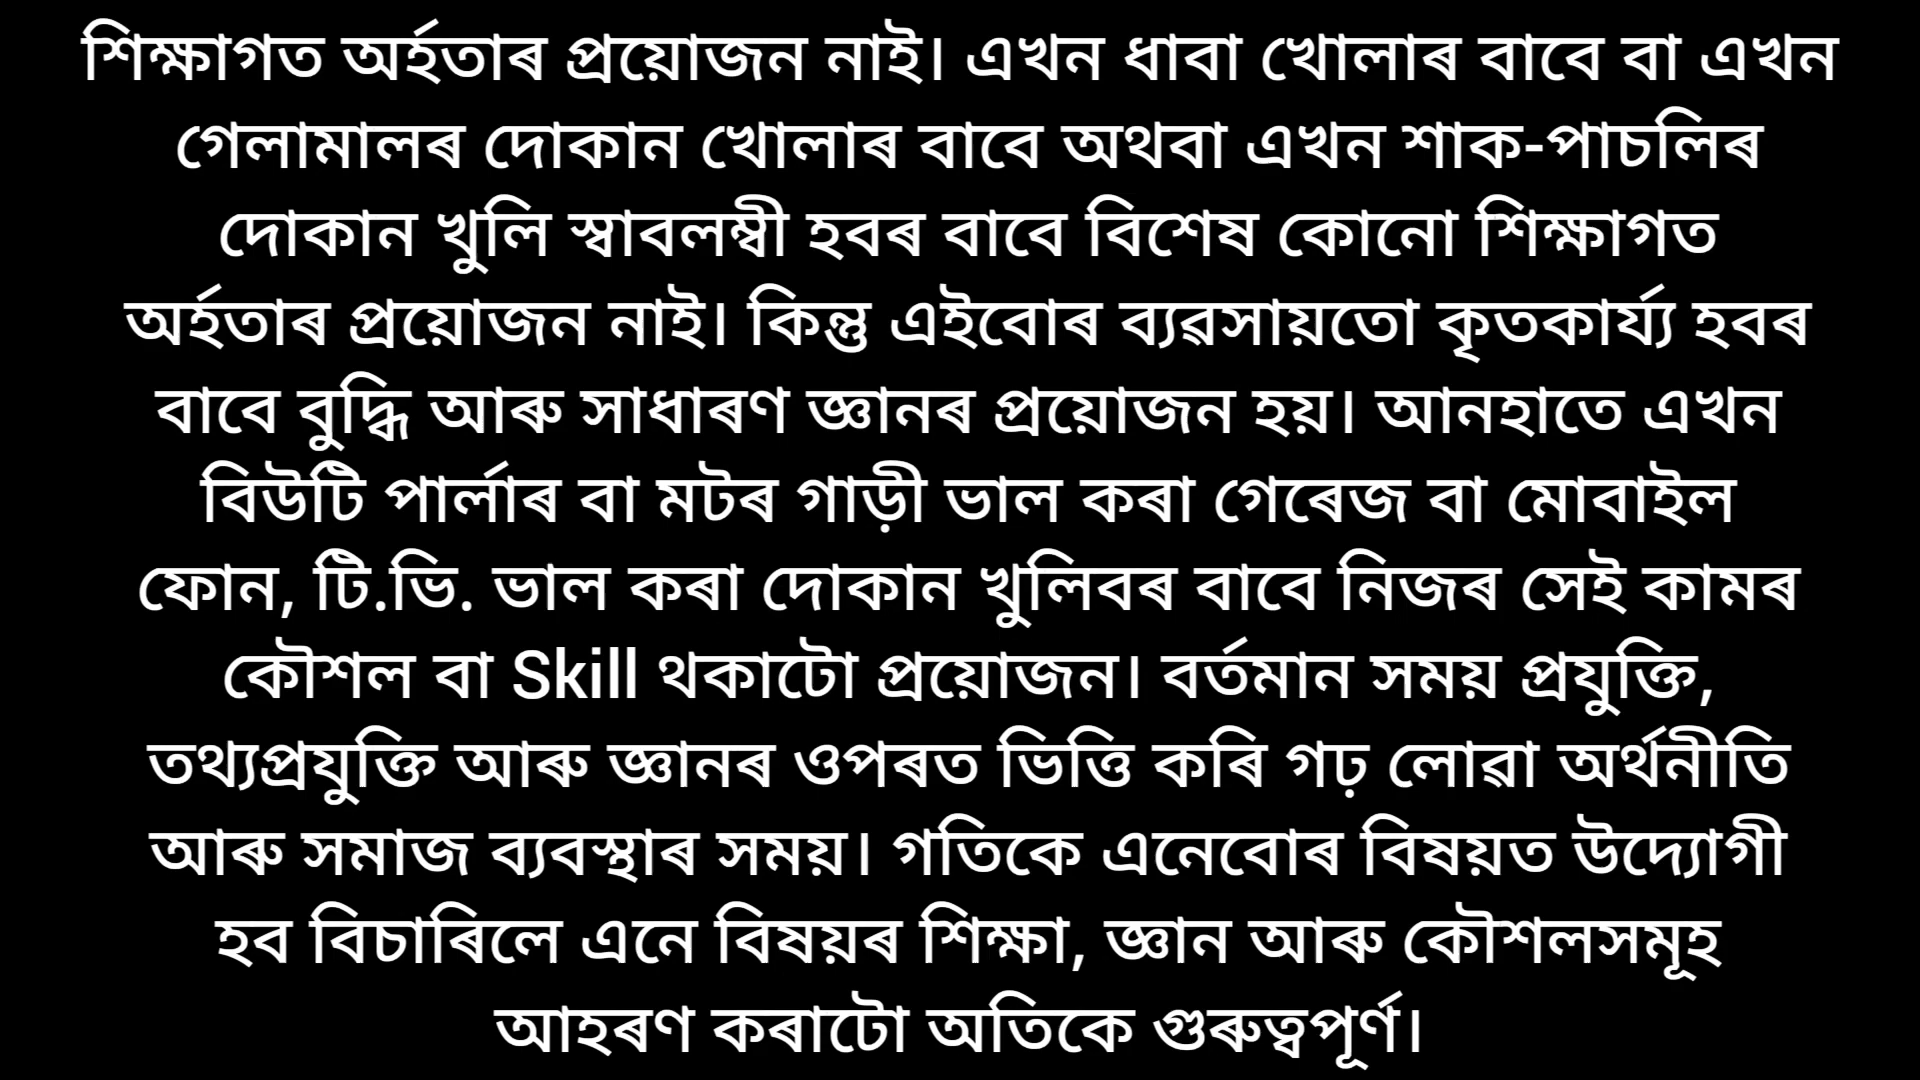 শিক্ষাগত অৰ্হতাৰ প্ৰয়োজন নাই। এখন ধাবা খোলাৰ বাবে বা এখন
গেলামালৰ দোকান খোলাৰ বাবে অথবা এখন শাক-পাচলিৰ
দোকান খুলি স্বাবলম্বী হবৰ বাবে বিশেষ কোনো শিক্ষাগত
অৰ্হতাৰ প্ৰয়োজন নাই। কিন্তু এইবোৰ ব্যৱসায়তো কৃতকাৰ্য্য হবৰ
বাবে বুদ্ধি আৰু সাধাৰণ জ্ঞানৰ প্ৰয়োজন হয়। আনহাতে এখন
বিউটি পাৰ্লাৰ বা মটৰ গাড়ী ভাল কৰা গেৰেজ বা মোবাইল
ফোন, টি.ভি. ভাল কৰা দোকান খুলিবৰ বাবে নিজৰ সেই কামৰ
কৌশল বা Skill থকাটো প্ৰয়োজন। বৰ্তমান সময় প্ৰযুক্তি,
তথ্যপ্ৰযুক্তি আৰু জ্ঞানৰ ওপৰত ভিত্তি কৰি গঢ় লোৱা অৰ্থনীতি
আৰু সমাজ ব্যবস্থাৰ সময়। গতিকে এনেবোৰ বিষয়ত উদ্যোগী
হব বিচাৰিলে এনে বিষয়ৰ শিক্ষা, জ্ঞান আৰু কৌশলসমূহ
আহৰণ কৰাটো অতিকে গুৰুত্বপূৰ্ণ।